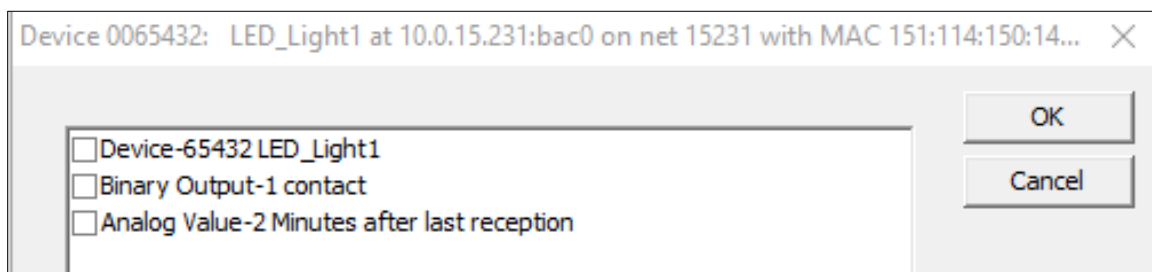 Device 0065432: LED_Light1 at 10.0.15.231:bac0 on net 15231 with MAC 151:114:150:14...
OK
Device-65432 LED_Light1
Binary Output-1 contact
Cancel
Analog Value-2 Minutes after last reception